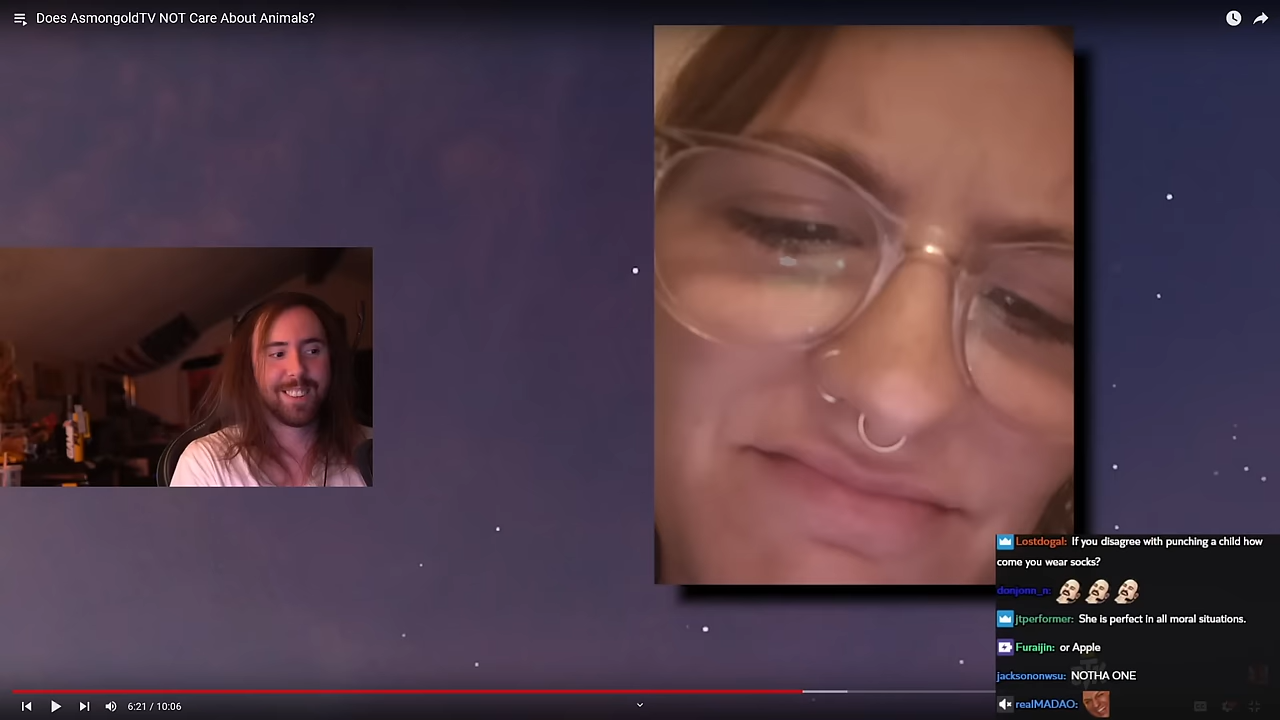 Does AsmongoldTV NOT Care About Animals?
Lostdogal: If you disagree with punching a child how
come you wear socks?
donjonn_n:
jtperformer: She is perfect in all moral situations.
Furaijin: or Apple
jacksononwsu: NOTHA ONE
realMADAO:
6:21 / 10:06